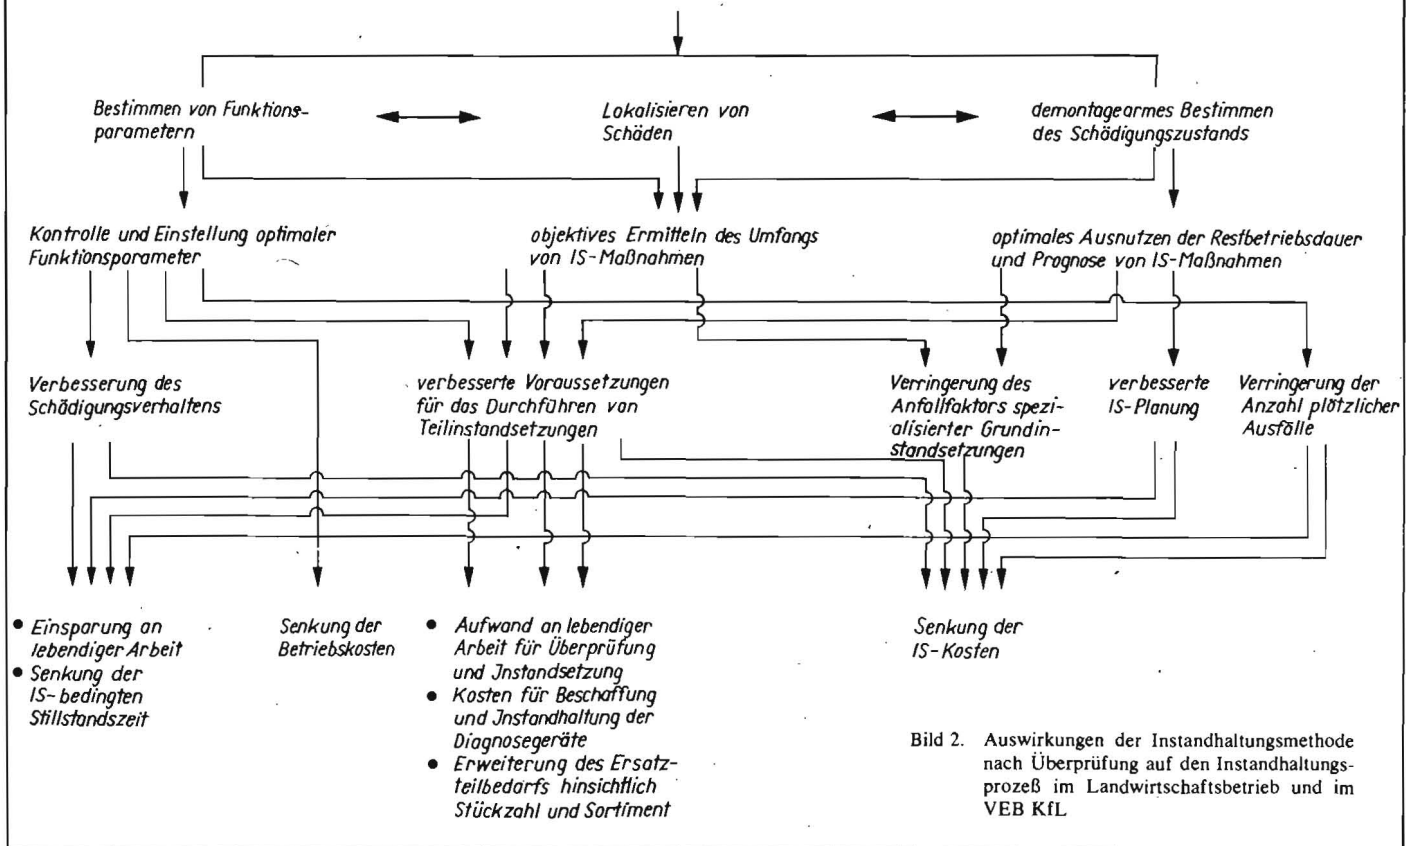 Bestimmen von Funktions-
parametern
Lokalisieren von
Schäden
demontagearmes Bestimmen
des Schädigungszustands
Kontrolle und Einstellung optimaler
Funktionsparameter
objektives Ermitteln des Umfangs
von IS-Maßnahmen
optimales Ausnutzen der Restbetriebsdauer
und Prognose von IS-Maßnahmen
Verbesserung des
Schädigungsverhaltens
verbesserte Voraussetzungen
für das Durchführen von
Teilinstandsetzungen
Verringerung des
Anfallfaktors spezi-
alisierter Grundin-
standsetzungen
verbesserte
IS-Planung
Verringerung der
Anzahl plötzlicher
Ausfälle
● Einsparung an
lebendiger Arbeit
● Senkung der
IS-bedingten
Stillstandszeit
Senkung der
Betriebskosten
● Aufwand an lebendiger
Arbeit für Überprüfung
und Jnstandsetzung
● Kosten für Beschaffung
und Jnstandhaltung der
Diagnosegeräte
● Erweiterung des Ersatz-
teilbedarfs hinsichtlich
Stückzahl und Sortiment
Senkung der
IS-Kosten
Bild 2. Auswirkungen der Instandhaltungsmethode
nach Überprüfung auf den Instandhaltungs-
prozeß im Landwirtschaftsbetrieb und im
VEB KfL